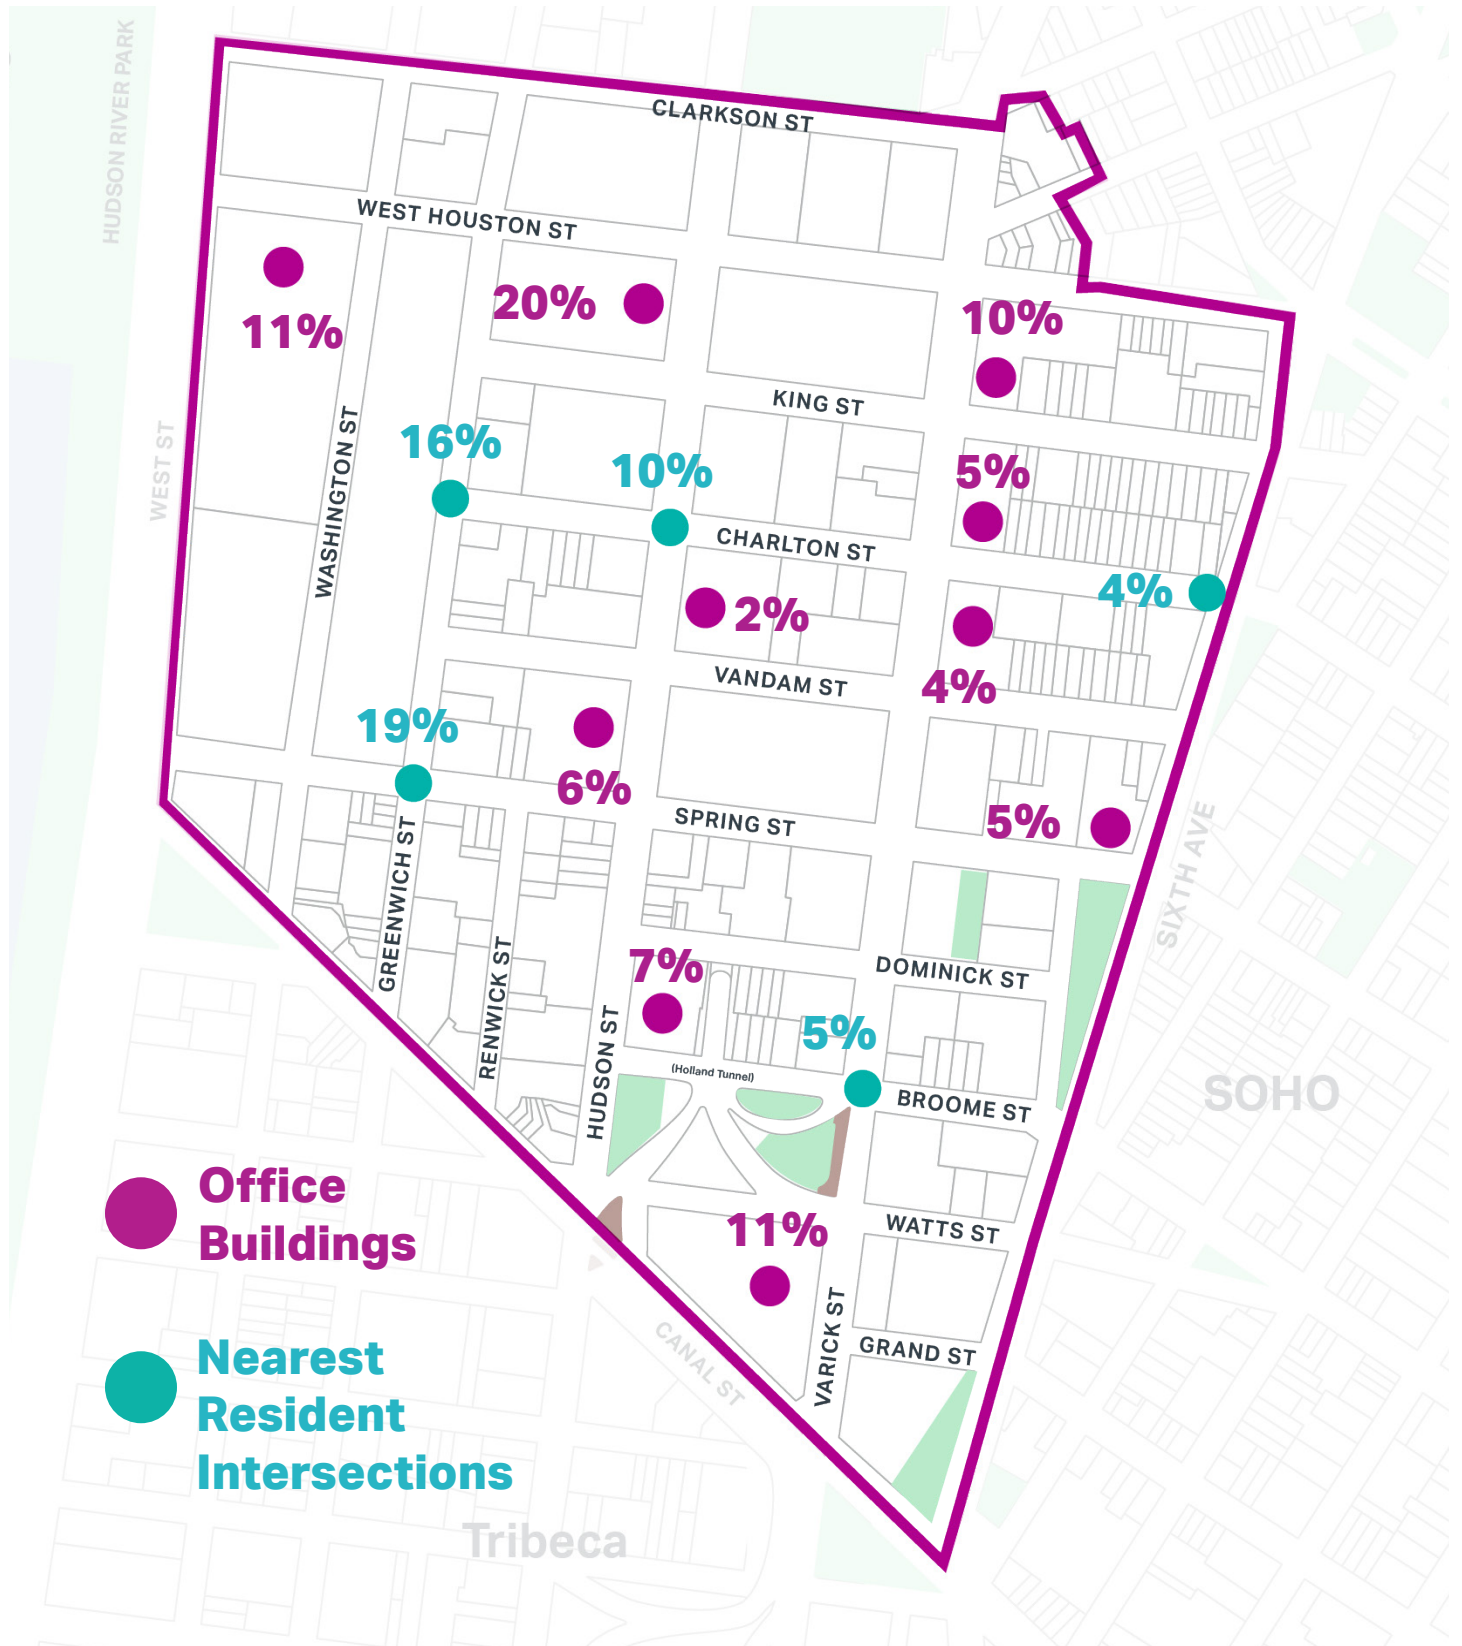 HUDSON RIVER PARK
CLARKSON ST
WEST HOUSTON ST
11%
20%
10%
KING ST
WEST ST
WASHINGTON ST
16%
10%
5%
CHARLTON ST
4%
2%
4%
VANDAM ST
19%
6%
SPRING ST
5%
SIXTH AVE
GREENWICH ST
RENWICK ST
7%
DOMINICK ST
5%
HUDSON ST
(Holland Tunnel)
BROOME ST
SOHO
11%
WATTS ST
VARICK ST
GRAND ST
CANAL ST
Office
Buildings
Nearest
Resident
Intersections
Tribeca